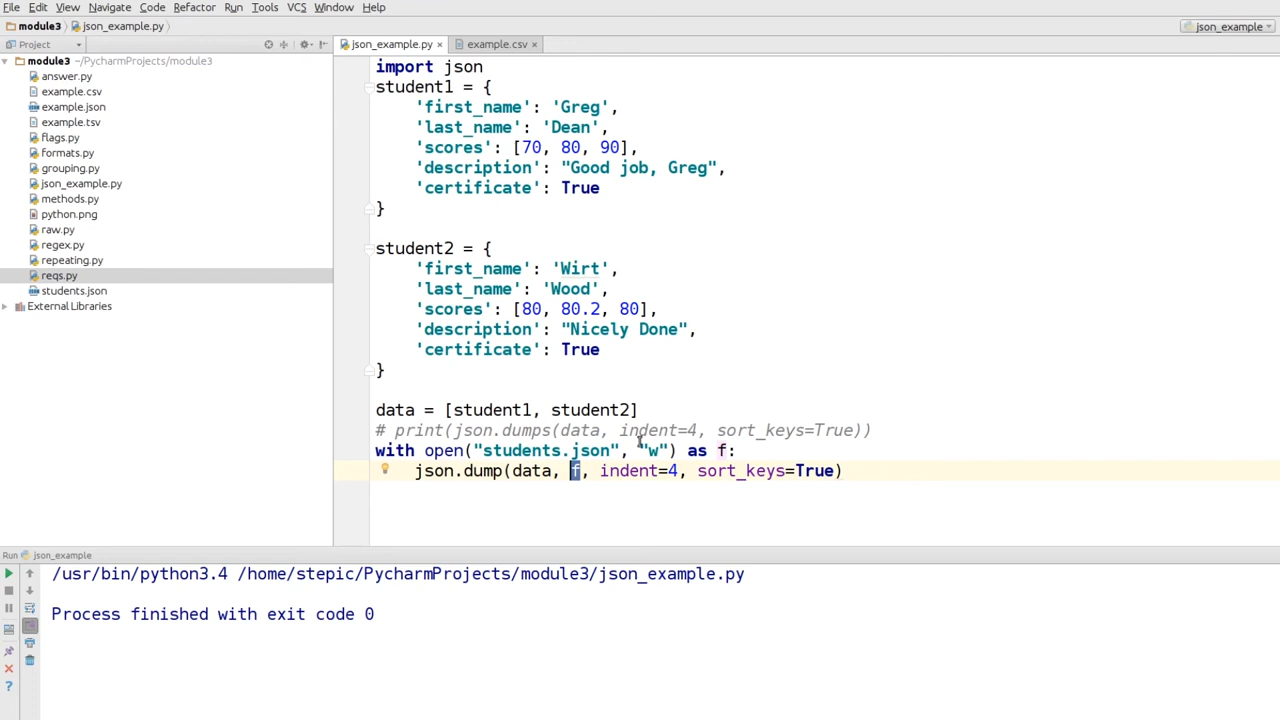 File Edit View Navigate Code Refactor Run Tools VCS Window Help
module3 json_example.py json_example
Project json_example.py example.csv
module3 ~/PycharmProjects/module3
answer.py
example.csv
example.json
example.tsv
flags.py
formats.py
grouping.py
json_example.py
methods.py
python.png
raw.py
regex.py
repeating.py
reqs.py
students.json
External Libraries
import json
student1 = {
    'first_name': 'Greg',
    'last_name': 'Dean',
    'scores': [70, 80, 90],
    'description': "Good job, Greg",
    'certificate': True
}
student2 = {
    'first_name': 'Wirt',
    'last_name': 'Wood',
    'scores': [80, 80.2, 80],
    'description': "Nicely Done",
    'certificate': True
}
data = [student1, student2]
# print(json.dumps(data, indent=4, sort_keys=True))
with open("students.json", "w") as f:
    json.dump(data, f, indent=4, sort_keys=True)
Run json_example
/usr/bin/python3.4 /home/stepic/PycharmProjects/module3/json_example.py
Process finished with exit code 0